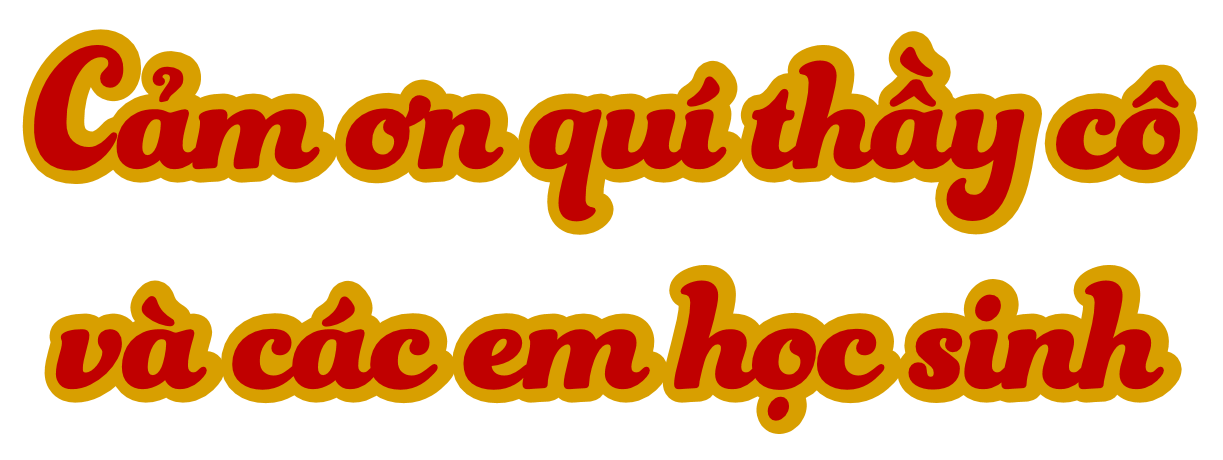 Cảm ơn quí thầy cô
và các em học sinh